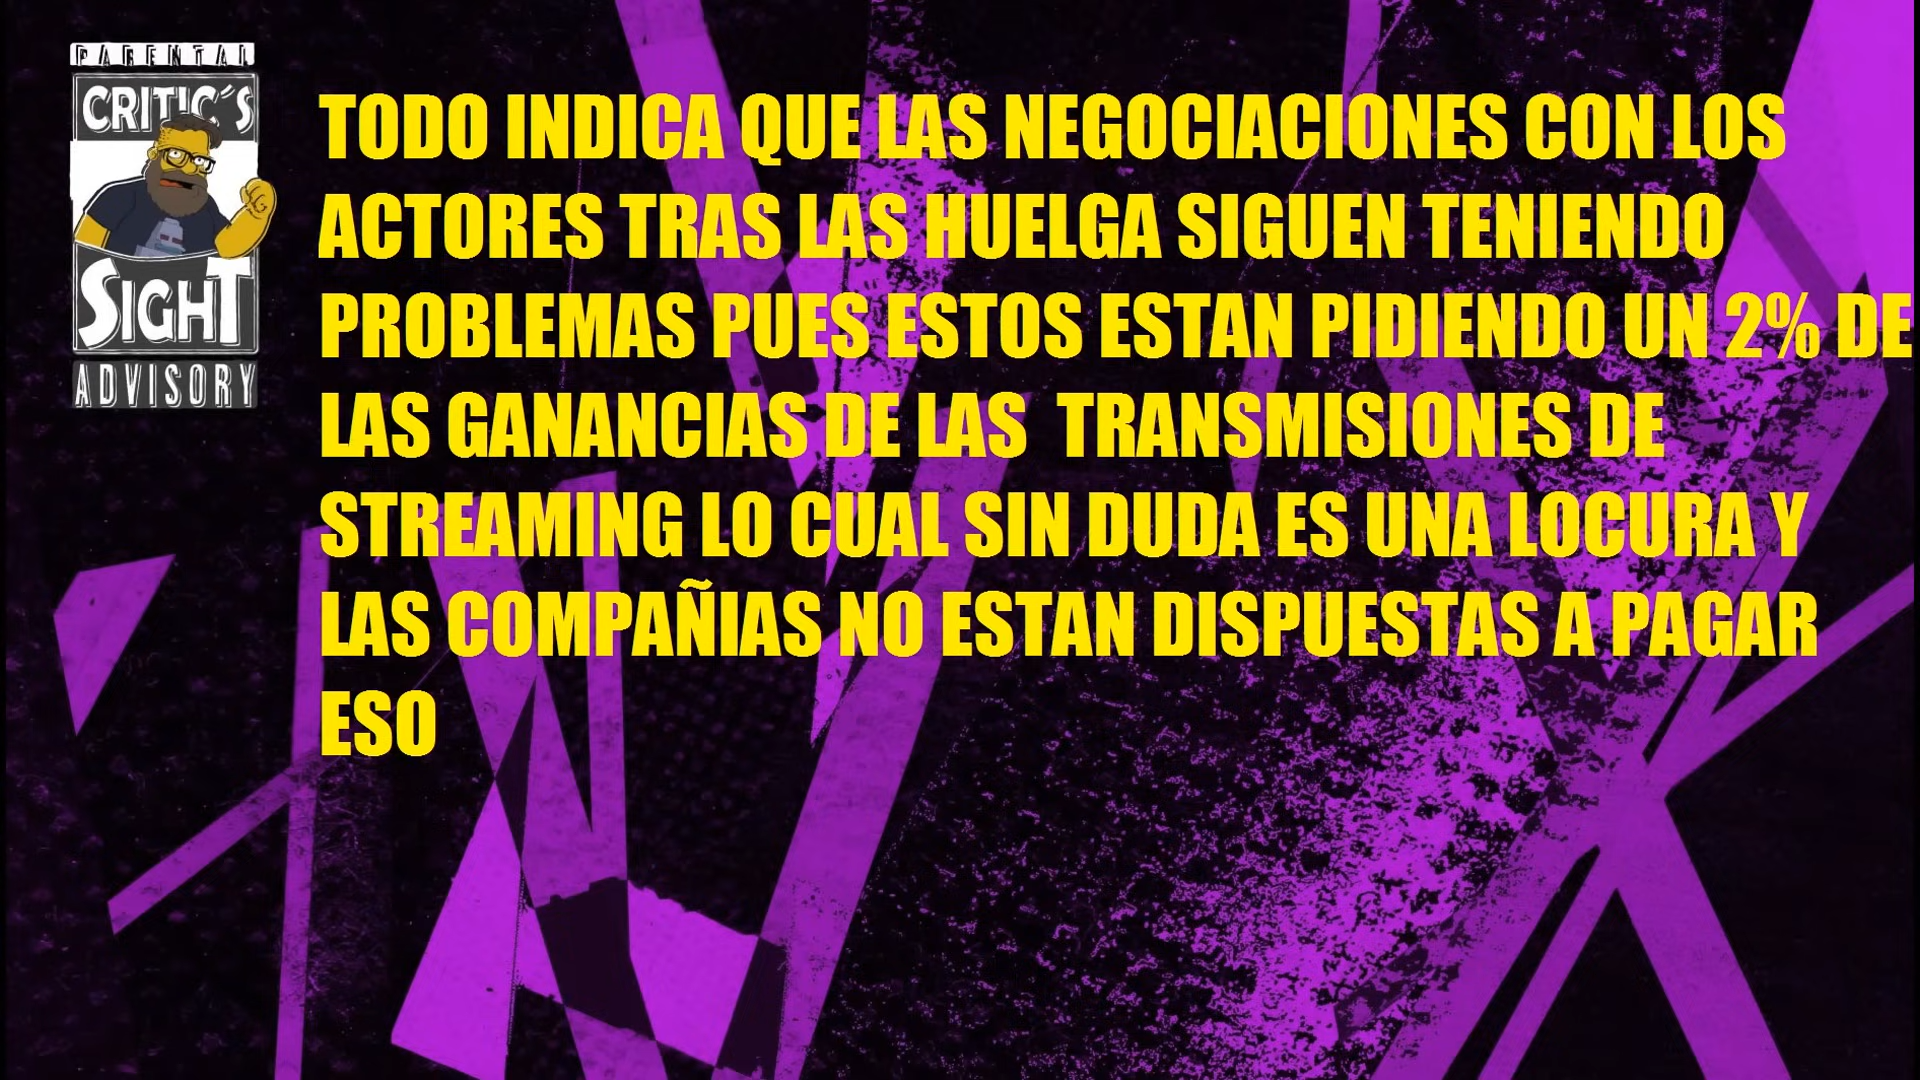 PARENTAL
CRITIC´S
SIGHT
ADVISORY
TODO INDICA QUE LAS NEGOCIACIONES CON LOS
ACTORES TRAS LAS HUELGA SIGUEN TENIENDO
PROBLEMAS PUES ESTOS ESTAN PIDIENDO UN 2% DE
LAS GANANCIAS DE LAS TRANSMISIONES DE
STREAMING LO CUAL SIN DUDA ES UNA LOCURA Y
LAS COMPAÑIAS NO ESTAN DISPUESTAS A PAGAR
ESO